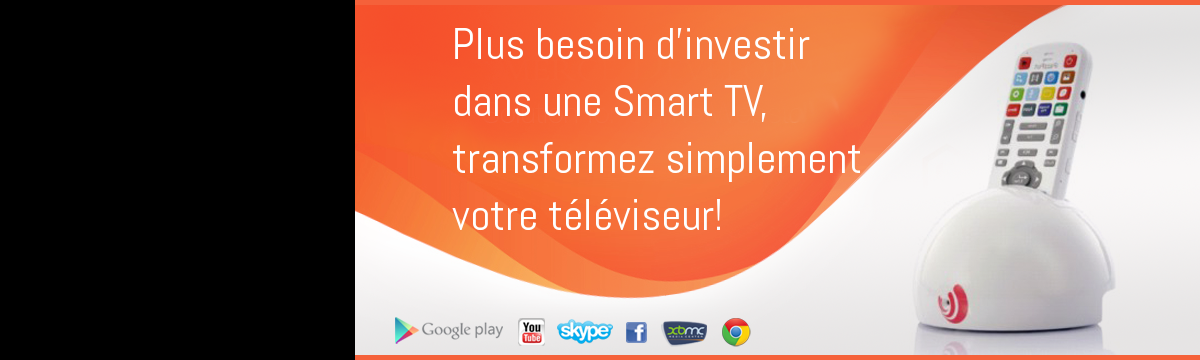 Plus besoin d'investir
dans une Smart TV,
transformez simplement
votre téléviseur!
Google play
You Tube
skype
f
xbmc